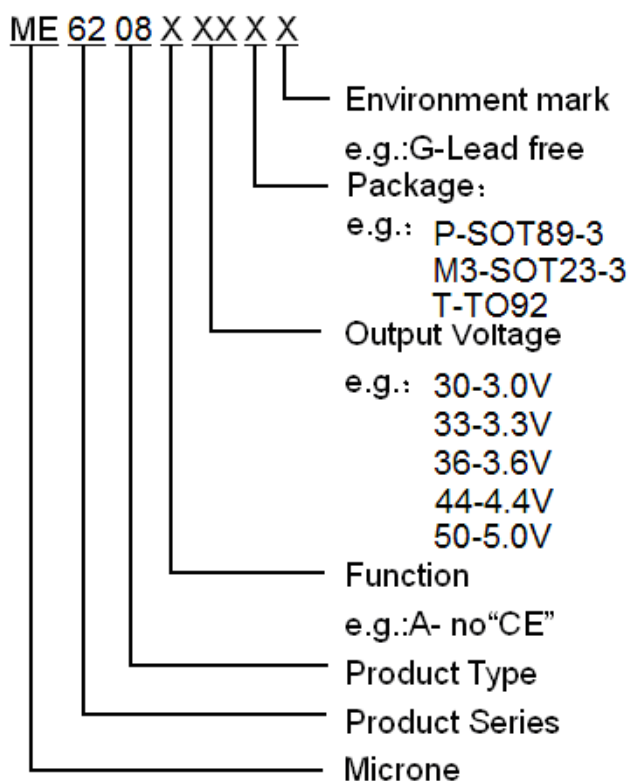 ME 62 08 X XX X X
Environment mark
e.g.:G-Lead free
Package：
e.g.： P-SOT89-3
M3-SOT23-3
T-TO92
Output Voltage
e.g.： 30-3.0V
33-3.3V
36-3.6V
44-4.4V
50-5.0V
Function
e.g.:A- no“CE”
Product Type
Product Series
Microne